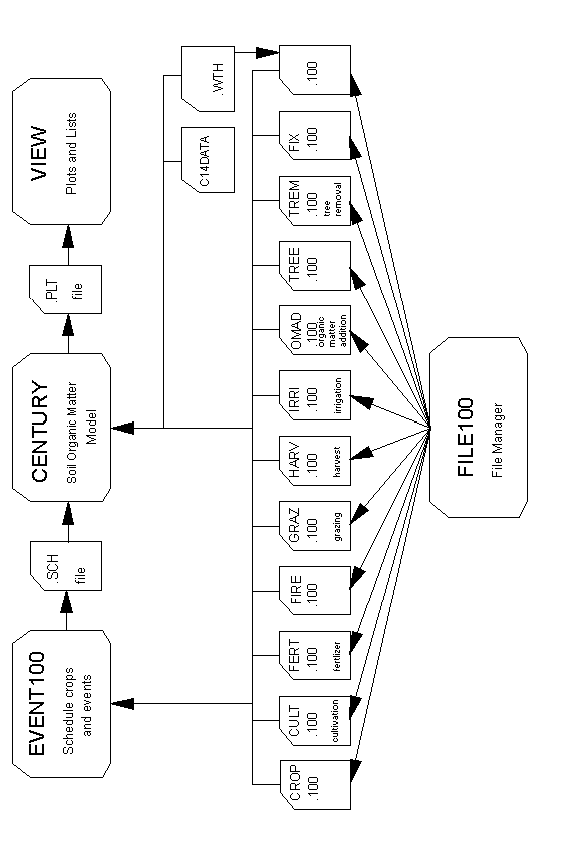 EVENT100
Schedule crops
and events
.SCH
file
CENTURY
Soil Organic Matter
Model
.PLT
file
VIEW
Plots and Lists
C14DATA
.WTH
CROP
.100
CULT
.100
cultivation
FERT
.100
fertlizer
FIRE
.100
GRAZ
.100
grazing
HARV
.100
harvest
IRRI
.100
irrigation
OMAD
.100
organic
matter
addition
TREE
.100
TREM
.100
tree
removal
FIX
.100
.100
FILE100
File Manager